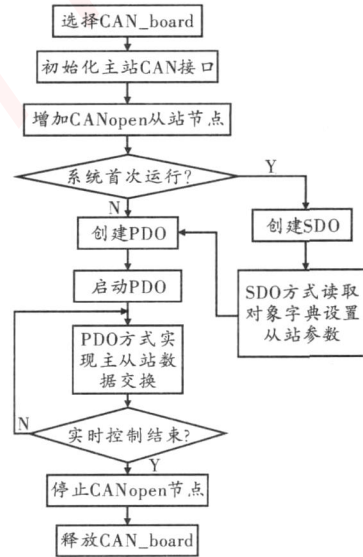 选择CAN_board
初始化主站CAN接口
增加CANopen从站节点
系统首次运行?
Y
N
创建PDO
创建SDO
启动PDO
SDO方式读取
对象字典设置
从站参数
PDO方式实
现主从站数
据交换
N
实时控制结束?
Y
停止CANopen节点
释放CAN_board